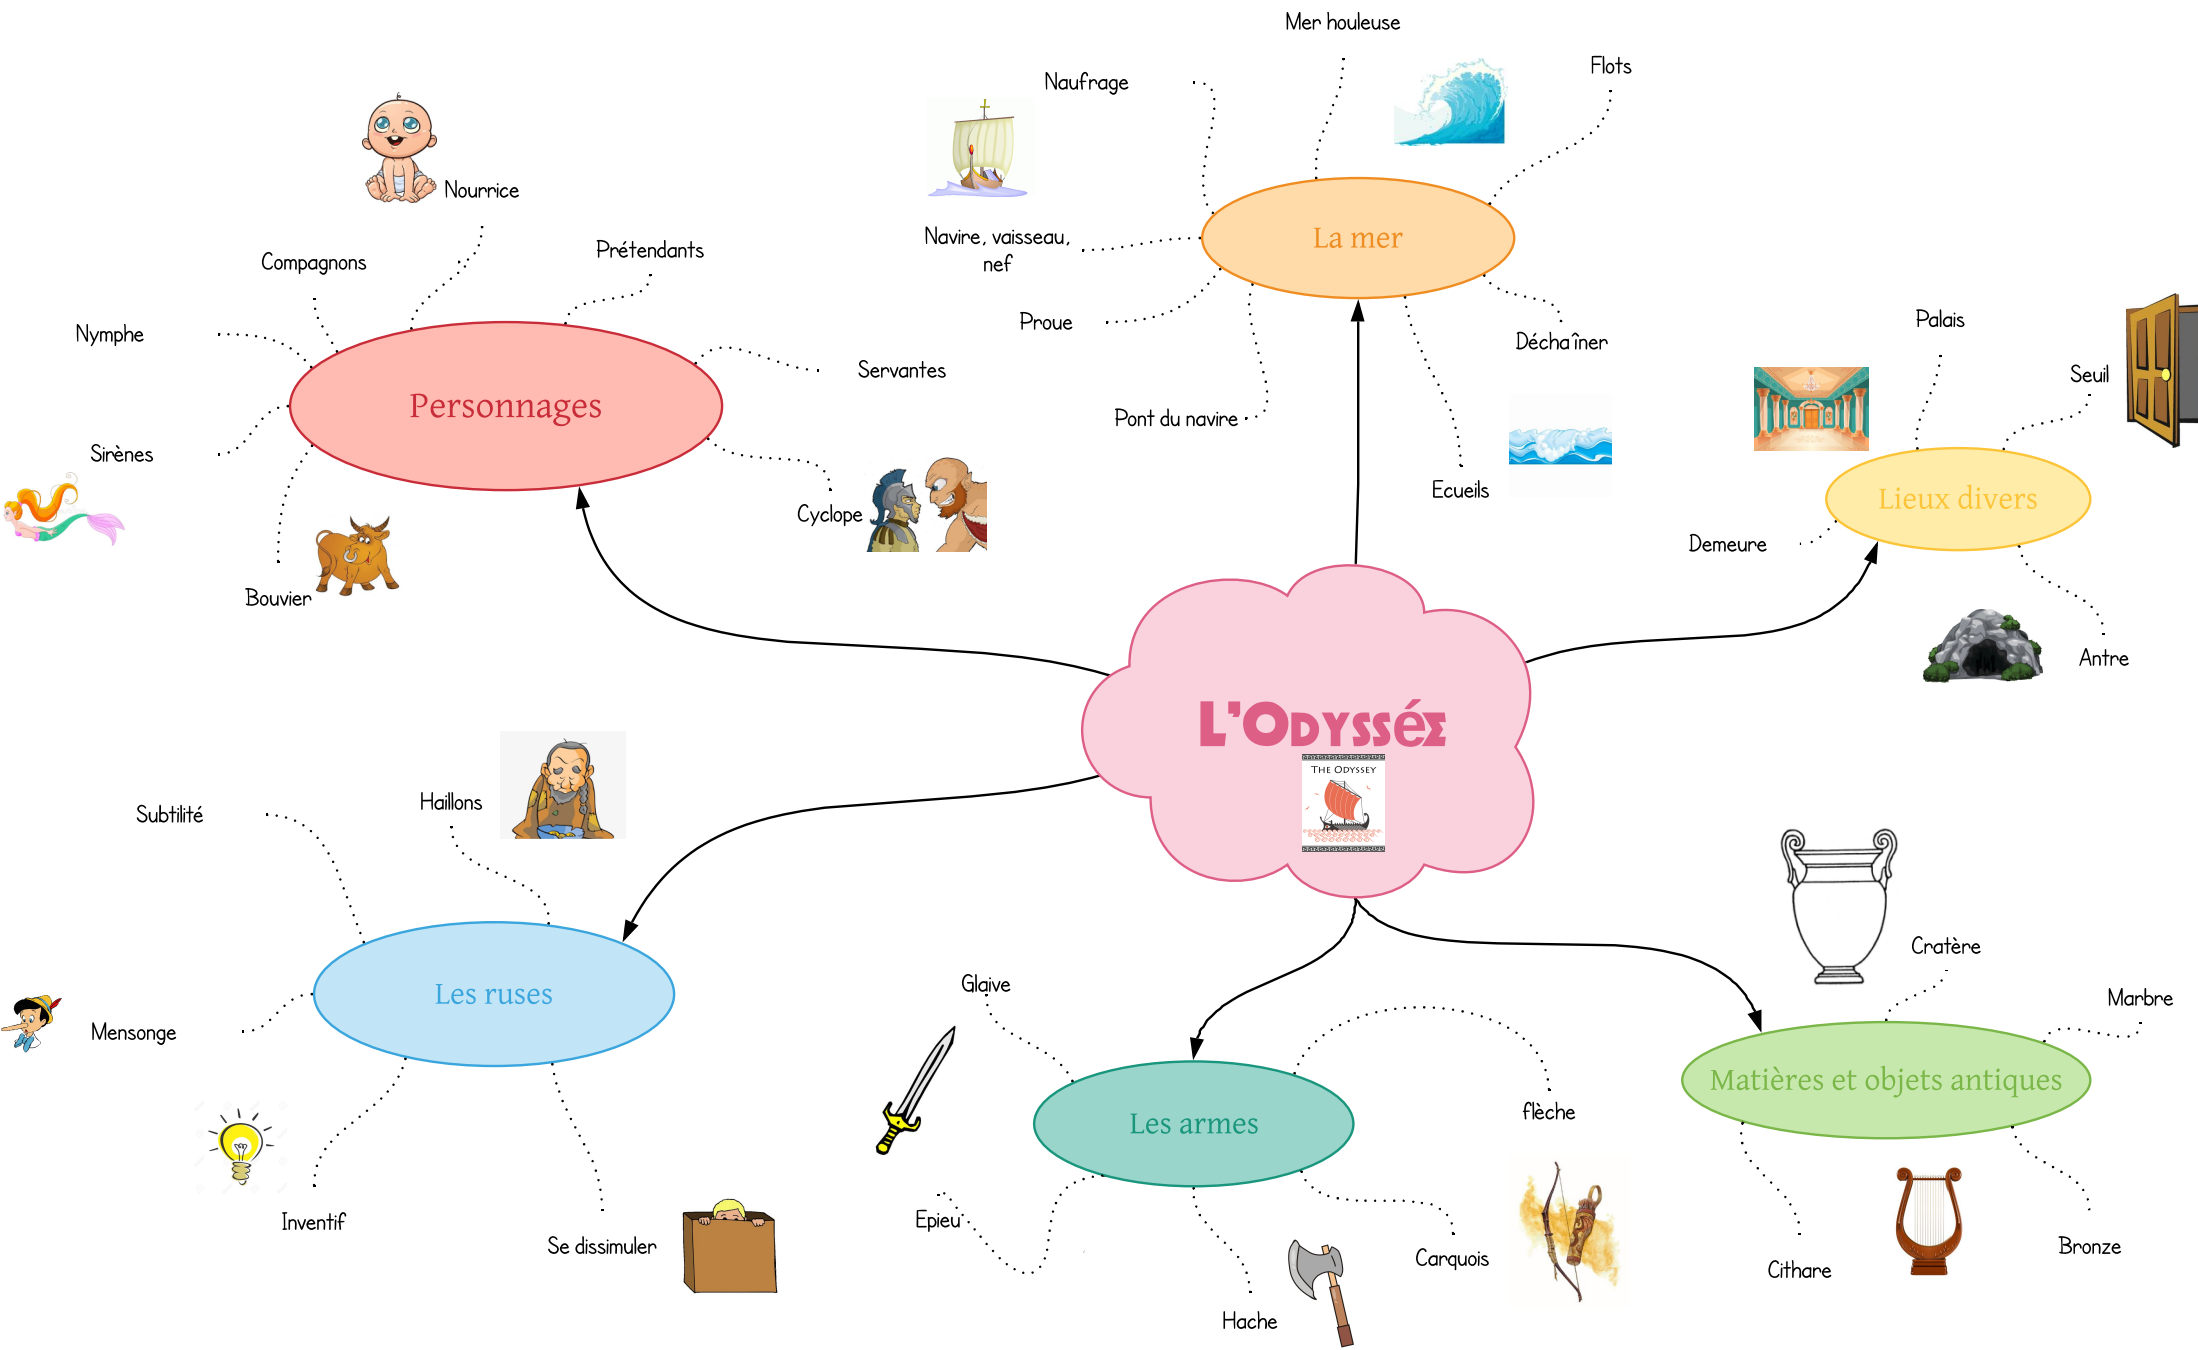 L'Odyssée
THE ODYSSEY
Personnages
Nourrice
Compagnons
Prétendants
Nymphe
Servantes
Sirènes
Cyclope
Bouvier
La mer
Mer houleuse
Flots
Naufrage
Navire, vaisseau,
nef
Proue
Pont du navire
Déchaîner
Ecueils
Lieux divers
Palais
Seuil
Demeure
Antre
Les ruses
Subtilité
Haillons
Mensonge
Inventif
Se dissimuler
Les armes
Glaive
flèche
Epieu
Hache
Carquois
Matières et objets antiques
Cratère
Marbre
Cithare
Bronze